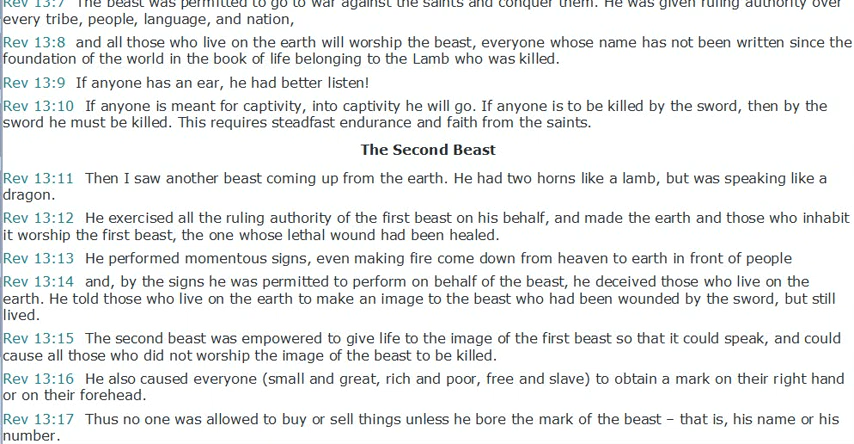 Rev 13:7  The beast was permitted to go to war against the saints and conquer them. He was given ruling authority over
every tribe, people, language, and nation,
Rev 13:8  and all those who live on the earth will worship the beast, everyone whose name has not been written since the
foundation of the world in the book of life belonging to the Lamb who was killed.
Rev 13:9  If anyone has an ear, he had better listen!
Rev 13:10  If anyone is meant for captivity, into captivity he will go. If anyone is to be killed by the sword, then by the
sword he must be killed. This requires steadfast endurance and faith from the saints.
The Second Beast
Rev 13:11  Then I saw another beast coming up from the earth. He had two horns like a lamb, but was speaking like a
dragon.
Rev 13:12  He exercised all the ruling authority of the first beast on his behalf, and made the earth and those who inhabit
it worship the first beast, the one whose lethal wound had been healed.
Rev 13:13  He performed momentous signs, even making fire come down from heaven to earth in front of people
Rev 13:14  and, by the signs he was permitted to perform on behalf of the beast, he deceived those who live on the
earth. He told those who live on the earth to make an image to the beast who had been wounded by the sword, but still
lived.
Rev 13:15  The second beast was empowered to give life to the image of the first beast so that it could speak, and could
cause all those who did not worship the image of the beast to be killed.
Rev 13:16  He also caused everyone (small and great, rich and poor, free and slave) to obtain a mark on their right hand
or on their forehead.
Rev 13:17  Thus no one was allowed to buy or sell things unless he bore the mark of the beast – that is, his name or his
number.